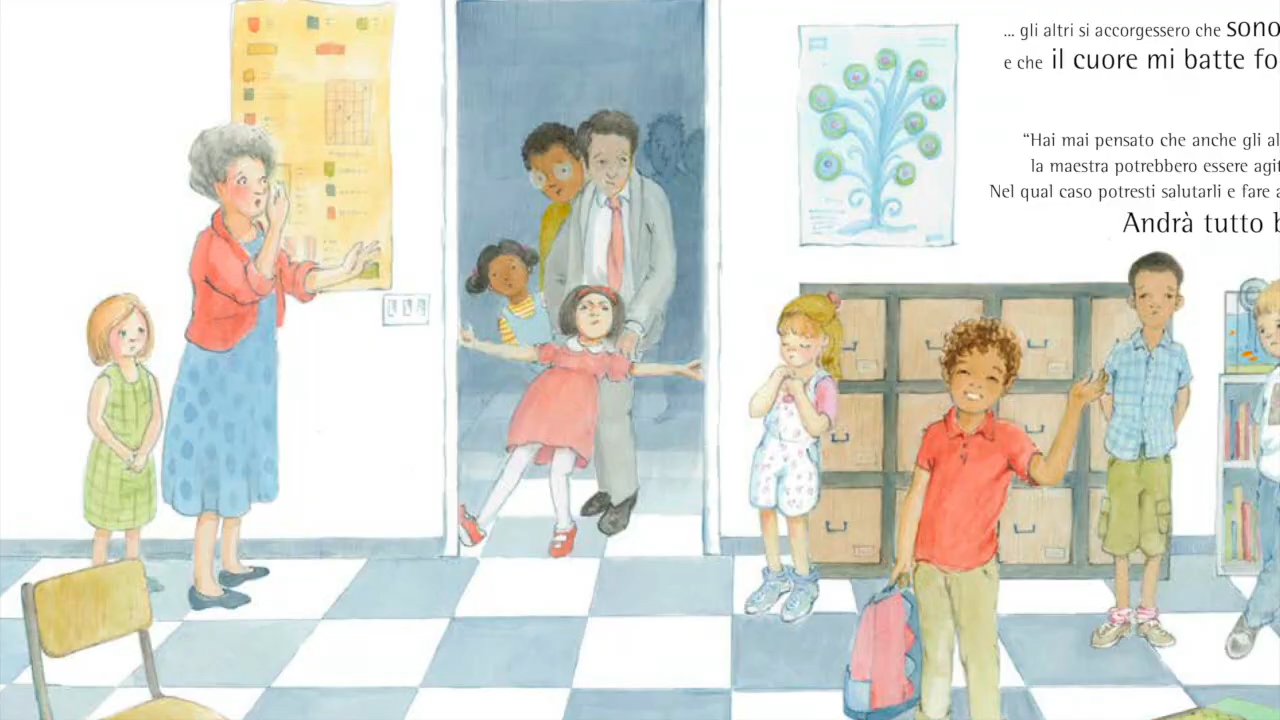 ... gli altri si accorgessero che sono
e che il cuore mi batte fo
“Hai mai pensato che anche gli al
la maestra potrebbero essere agit
Nel qual caso potresti salutarli e fare a
Andrà tutto b